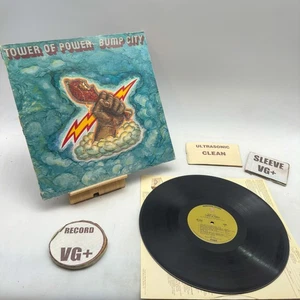 TOWER OF POWER BUMP CITY
ULTRASONIC
CLEAN
SLEEVE
VG+
RECORD
VG+